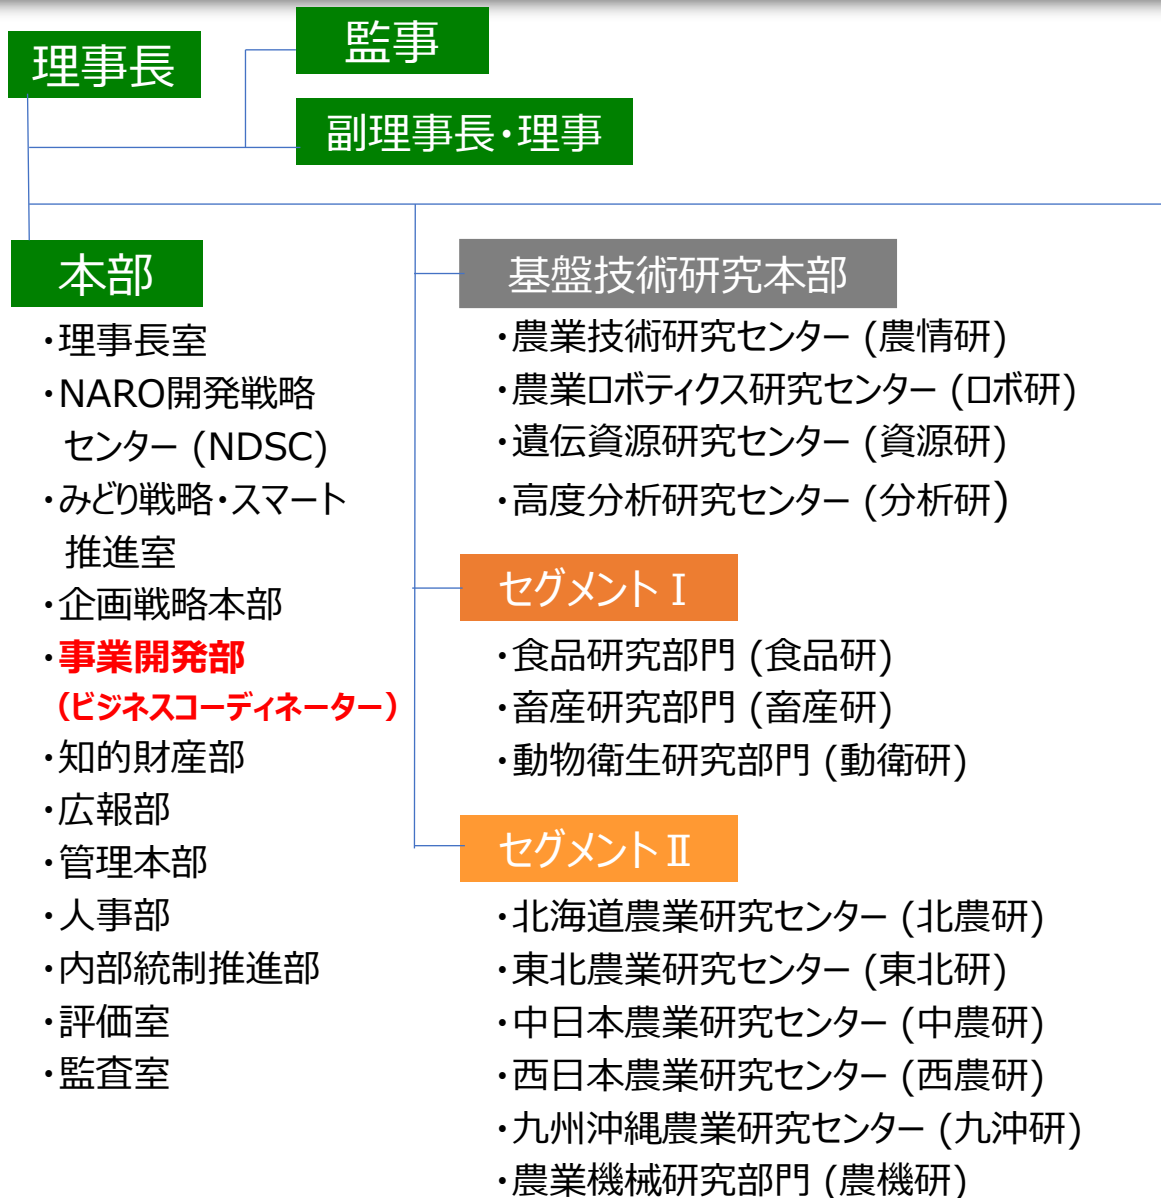 理事長
監事
副理事長・理事
本部
・理事長室
・NARO開発戦略
センター (NDSC)
・みどり戦略・スマート
推進室
・企画戦略本部
・事業開発部
(ビジネスコーディネーター)
・知的財産部
・広報部
・管理本部
・人事部
・内部統制推進部
・評価室
・監査室
基盤技術研究本部
・農業技術研究センター (農情研)
・農業ロボティクス研究センター (ロボ研)
・遺伝資源研究センター (資源研)
・高度分析研究センター (分析研)
セグメントⅠ
・食品研究部門 (食品研)
・畜産研究部門 (畜産研)
・動物衛生研究部門 (動衛研)
セグメントⅡ
・北海道農業研究センター (北農研)
・東北農業研究センター (東北研)
・中日本農業研究センター (中農研)
・西日本農業研究センター (西農研)
・九州沖縄農業研究センター (九沖研)
・農業機械研究部門 (農機研)